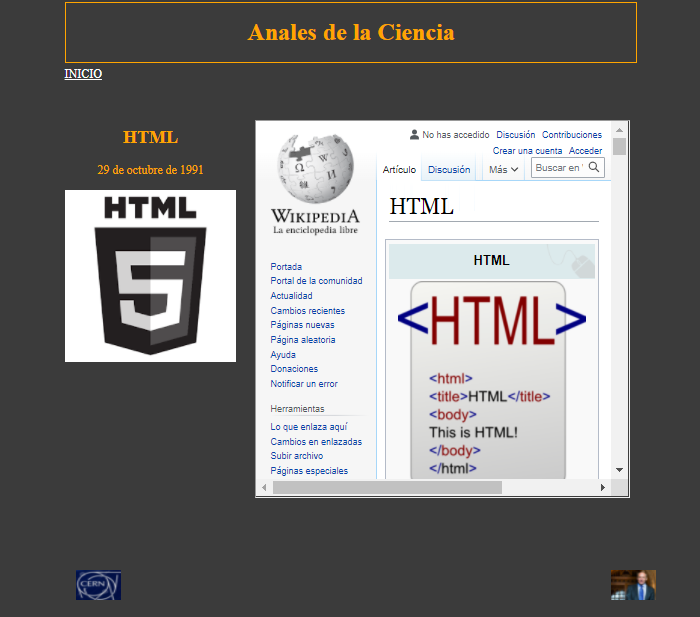 Anales de la Ciencia
INICIO
HTML
29 de octubre de 1991
HTML
5
WIKIPEDIA
La enciclopedia libre
Portada
Portal de la comunidad
Actualidad
Cambios recientes
Páginas nuevas
Página aleatoria
Ayuda
Donaciones
Notificar un error
Herramientas
Lo que enlaza aquí
Cambios en enlazadas
Subir archivo
Páginas especiales
No has accedido Discusión Contribuciones
Crear una cuenta Acceder
Artículo Discusión Más Buscar en
HTML
HTML
<HTML>
<html>
<title>HTML</title>
<body>
This is HTML!
</body>
</html>
CERN